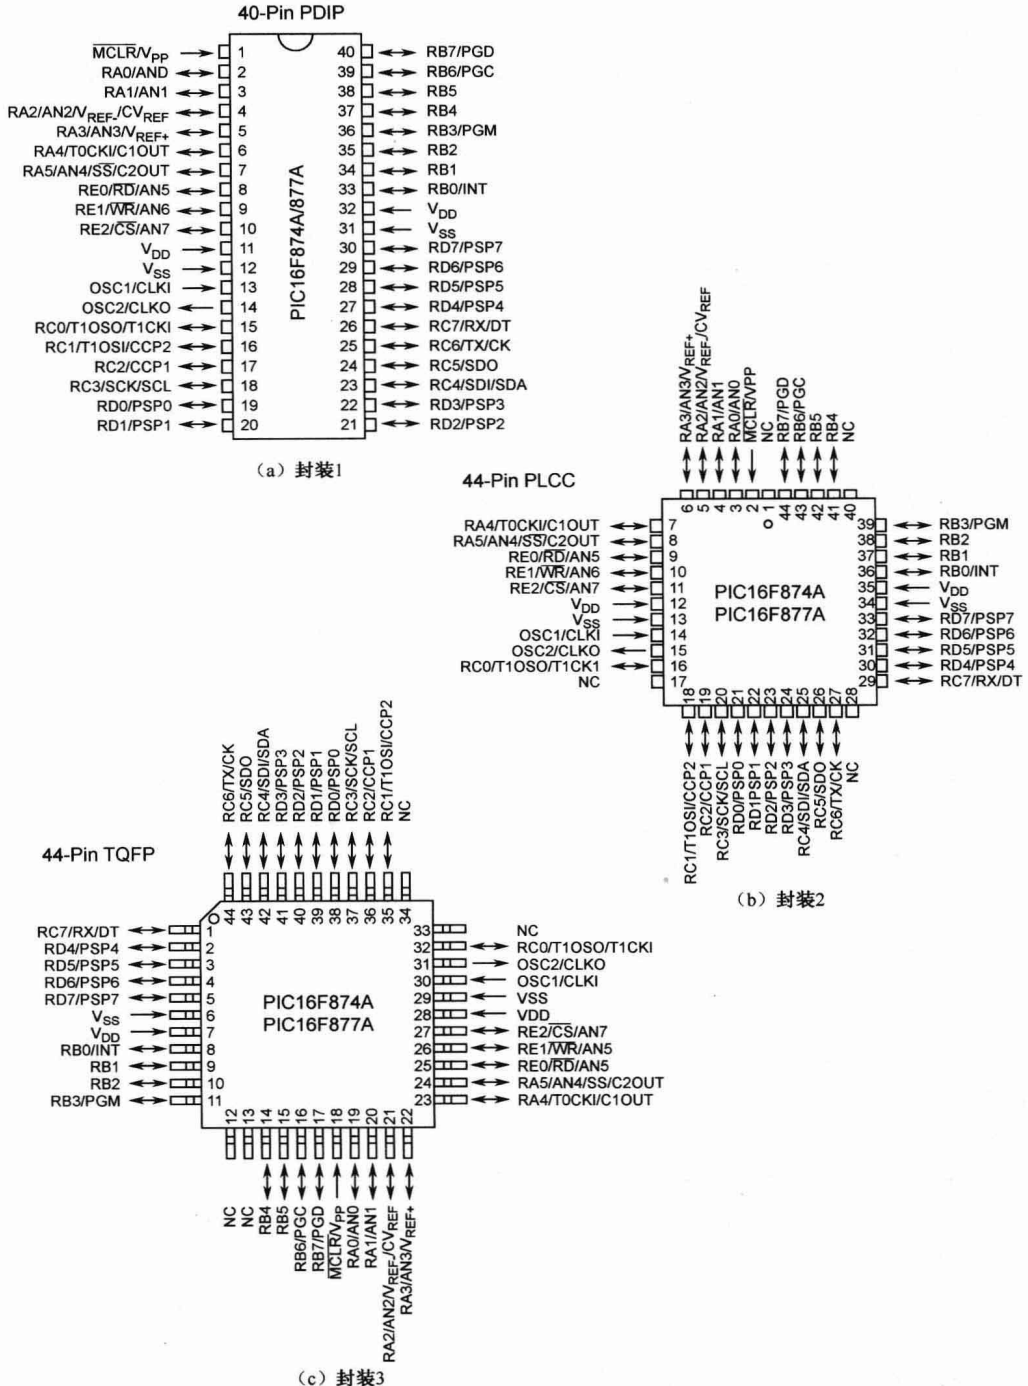 40-Pin PDIP
MCLR/VPP 1
RA0/AND 2
RA1/AN1 3
RA2/AN2/VREF-/CVREF 4
RA3/AN3/VREF+ 5
RA4/T0CKI/C1OUT 6
RA5/AN4/SS/C2OUT 7
RE0/RD/AN5 8
RE1/WR/AN6 9
RE2/CS/AN7 10
VDD 11
VSS 12
OSC1/CLKI 13
OSC2/CLKO 14
RC0/T1OSO/T1CKI 15
RC1/T1OSI/CCP2 16
RC2/CCP1 17
RC3/SCK/SCL 18
RD0/PSP0 19
RD1/PSP1 20
PIC16F874A/877A
40 RB7/PGD
39 RB6/PGC
38 RB5
37 RB4
36 RB3/PGM
35 RB2
34 RB1
33 RB0/INT
32 VDD
31 VSS
30 RD7/PSP7
29 RD6/PSP6
28 RD5/PSP5
27 RD4/PSP4
26 RC7/RX/DT
25 RC6/TX/CK
24 RC5/SDO
23 RC4/SDI/SDA
22 RD3/PSP3
21 RD2/PSP2
（a）封装1
44-Pin PLCC
RA3/AN3/VREF+ 6
RA2/AN2/VREF-/CVREF 5
RA1/AN1 4
RA0/AN0 3
MCLR/VPP 2
NC 1
RB7/PGD 44
RB6/PGC 43
RB5 42
RB4 41
NC 40
RA4/T0CKI/C1OUT 7
RA5/AN4/SS/C2OUT 8
RE0/RD/AN5 9
RE1/WR/AN6 10
RE2/CS/AN7 11
VDD 12
VSS 13
OSC1/CLKI 14
OSC2/CLKO 15
RC0/T1OSO/T1CK1 16
NC 17
PIC16F874A
PIC16F877A
39 RB3/PGM
38 RB2
37 RB1
36 RB0/INT
35 VDD
34 VSS
33 RD7/PSP7
32 RD6/PSP6
31 RD5/PSP5
30 RD4/PSP4
29 RC7/RX/DT
18 RC1/T1OSI/CCP2
19 RC2/CCP1
20 RC3/SCK/SCL
21 RD0/PSP0
22 RD1PSP1
23 RD2/PSP2
24 RD3/PSP3
25 RC4/SDI/SDA
26 RC5/SDO
27 RC6/TX/CK
28 NC
（b）封装2
44-Pin TQFP
RC6/TX/CK 44
RC5/SDO 43
RC4/SDI/SDA 42
RD3/PSP3 41
RD2/PSP2 40
RD1/PSP1 39
RD0/PSP0 38
RC3/SCK/SCL 37
RC2/CCP1 36
RC1/T1OSI/CCP2 35
NC 34
RC7/RX/DT 1
RD4/PSP4 2
RD5/PSP5 3
RD6/PSP6 4
RD7/PSP7 5
VSS 6
VDD 7
RB0/INT 8
RB1 9
RB2 10
RB3/PGM 11
PIC16F874A
PIC16F877A
33 NC
32 RC0/T1OSO/T1CKI
31 OSC2/CLKO
30 OSC1/CLKI
29 VSS
28 VDD
27 RE2/CS/AN7
26 RE1/WR/AN5
25 RE0/RD/AN5
24 RA5/AN4/SS/C2OUT
23 RA4/T0CKI/C1OUT
12 NC
13 NC
14 RB4
15 RB5
16 RB6/PGC
17 RB7/PGD
18 MCLR/VPP
19 RA0/AN0
20 RA1/AN1
21 RA2/AN2/VREF-/CVREF
22 RA3/AN3/VREF+
（c）封装3